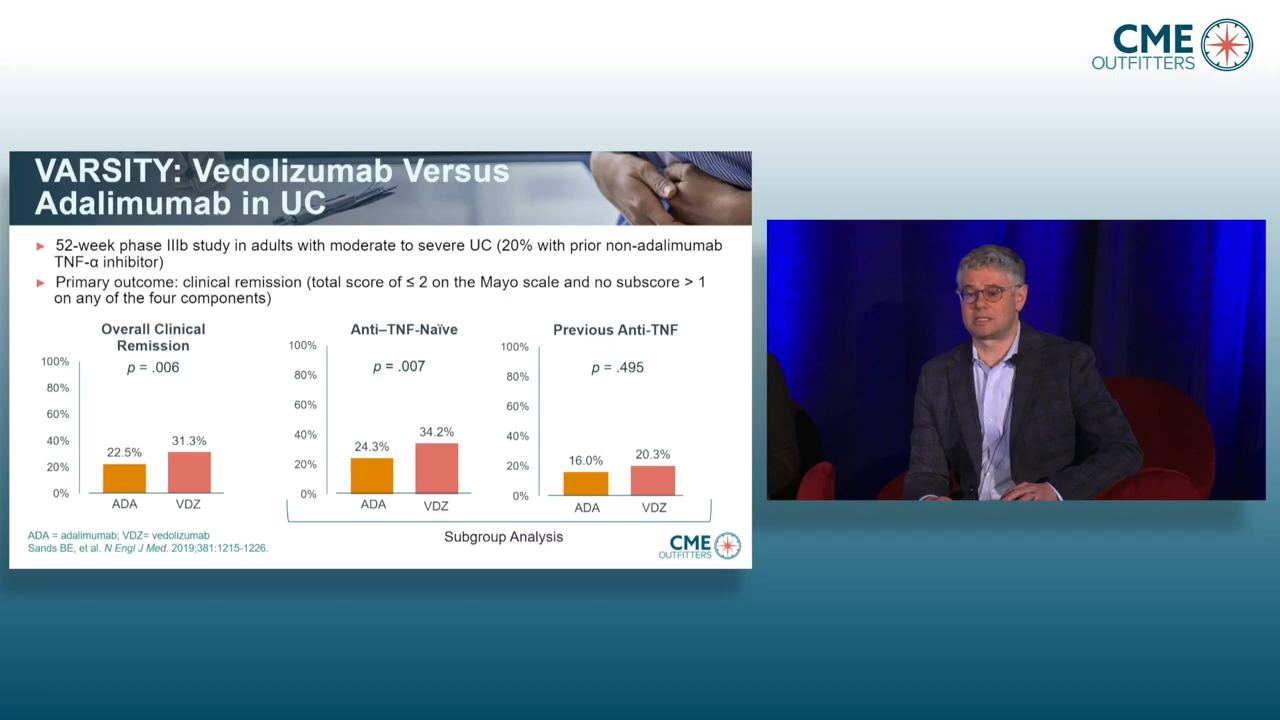 CME
OUTFITTERS
VARSITY: Vedolizumab Versus
Adalimumab in UC
► 52-week phase IIIb study in adults with moderate to severe UC (20% with prior non-adalimumab
TNF-α inhibitor)
► Primary outcome: clinical remission (total score of ≤ 2 on the Mayo scale and no subscore > 1
on any of the four components)
Overall Clinical
Remission
p = .006
100%
80%
60%
40%
20%
0%
22.5%
31.3%
ADA VDZ
Anti–TNF-Naïve
p = .007
100%
80%
60%
40%
20%
0%
24.3%
34.2%
ADA VDZ
Previous Anti-TNF
p = .495
100%
80%
60%
40%
20%
0%
16.0%
20.3%
ADA VDZ
Subgroup Analysis
ADA = adalimumab; VDZ= vedolizumab
Sands BE, et al. N Engl J Med. 2019;381:1215-1226.
CME
OUTFITTERS